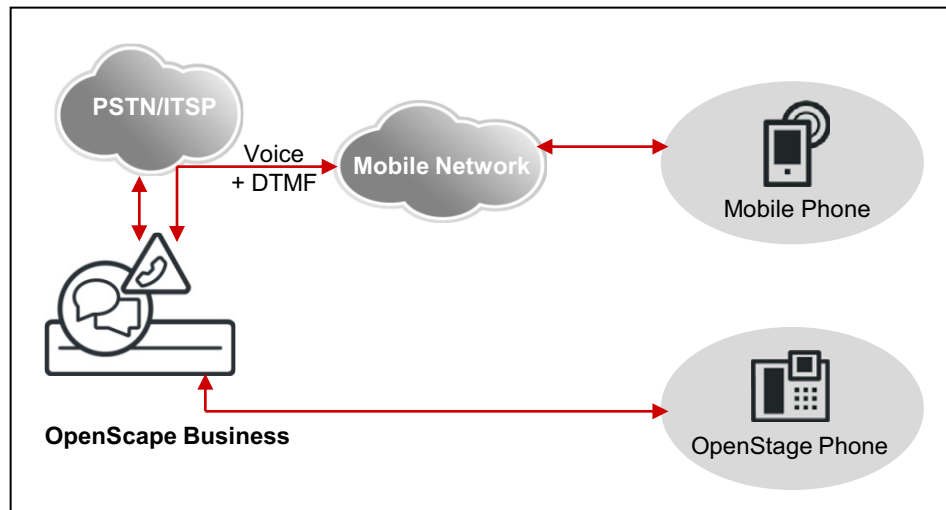 PSTN/ITSP
Voice
+ DTMF
Mobile Network
Mobile Phone
OpenScape Business
OpenStage Phone